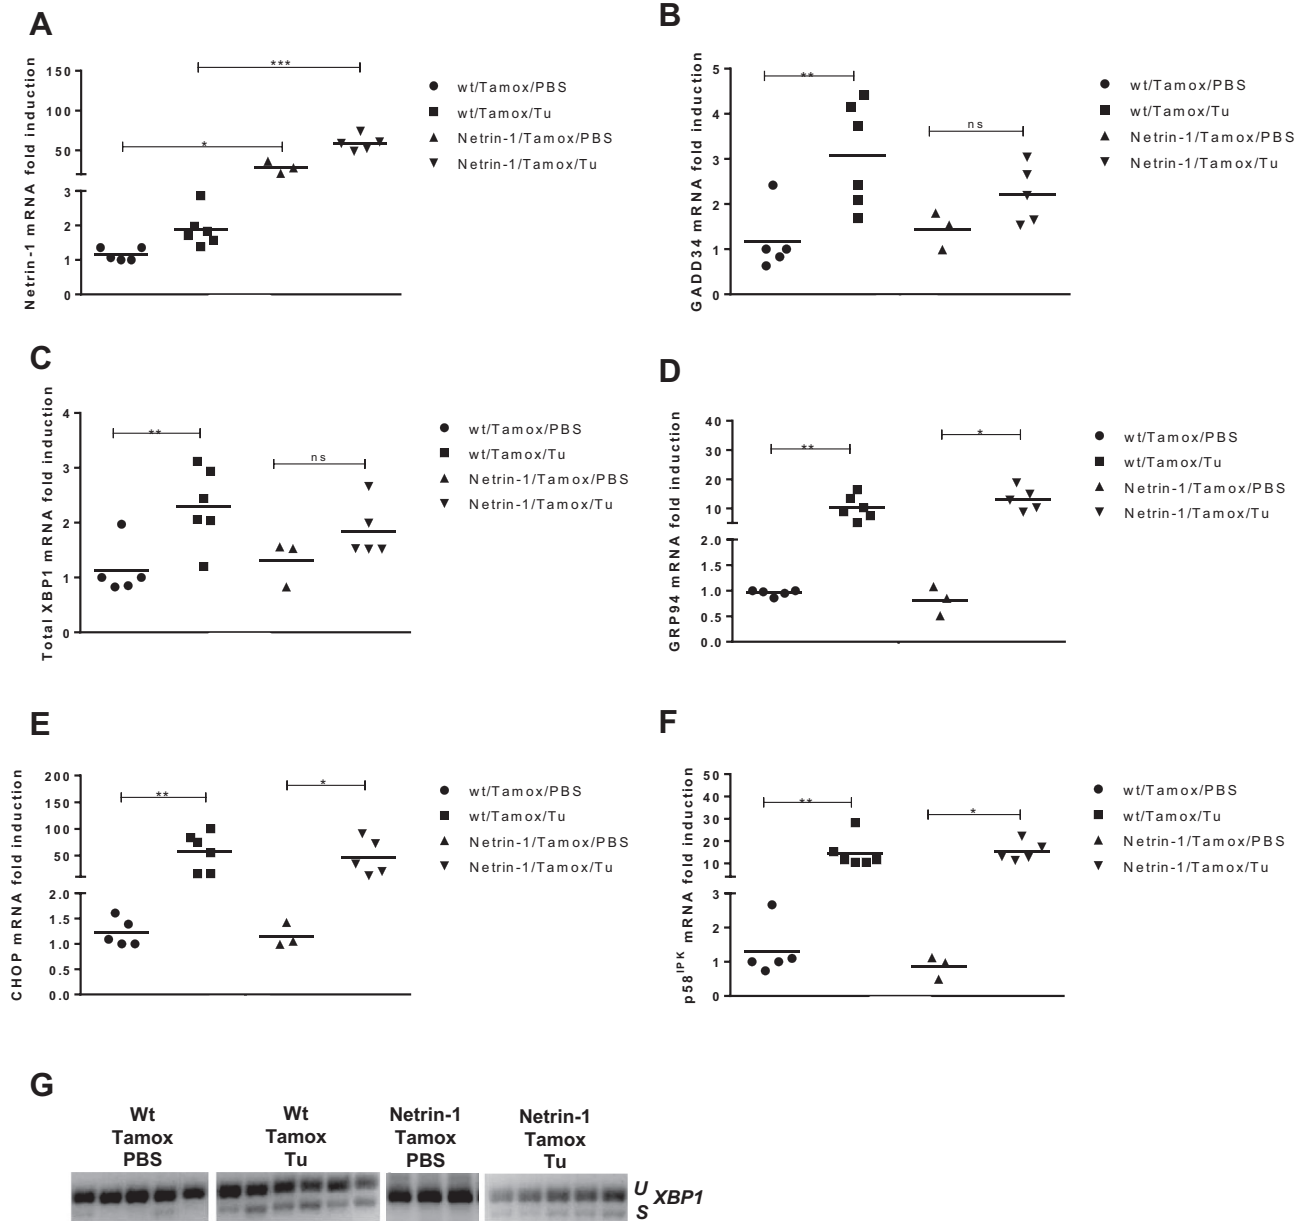 A
Netrin-1 mRNA fold induction
150
100
50
3
2
1
0
*
***
wt/Tamox/PBS
wt/Tamox/Tu
Netrin-1/Tamox/PBS
Netrin-1/Tamox/Tu
B
GADD34 mRNA fold induction
5
4
3
2
1
0
**
ns
wt/Tamox/PBS
wt/Tamox/Tu
Netrin-1/Tamox/PBS
Netrin-1/Tamox/Tu
C
Total XBP1 mRNA fold induction
4
3
2
1
0
**
ns
wt/Tamox/PBS
wt/Tamox/Tu
Netrin-1/Tamox/PBS
Netrin-1/Tamox/Tu
D
GRP94 mRNA fold induction
40
30
20
10
2.0
1.5
1.0
0.5
0.0
**
*
wt/Tamox/PBS
wt/Tamox/Tu
Netrin-1/Tamox/PBS
Netrin-1/Tamox/Tu
E
CHOP mRNA fold induction
200
150
100
50
2.0
1.5
1.0
0.5
0.0
**
*
wt/Tamox/PBS
wt/Tamox/Tu
Netrin-1/Tamox/PBS
Netrin-1/Tamox/Tu
F
p58IPK mRNA fold induction
50
40
30
20
10
3
2
1
0
**
*
wt/Tamox/PBS
wt/Tamox/Tu
Netrin-1/Tamox/PBS
Netrin-1/Tamox/Tu
G
Wt
Tamox
PBS
Wt
Tamox
Tu
Netrin-1
Tamox
PBS
Netrin-1
Tamox
Tu
U
S
XBP1